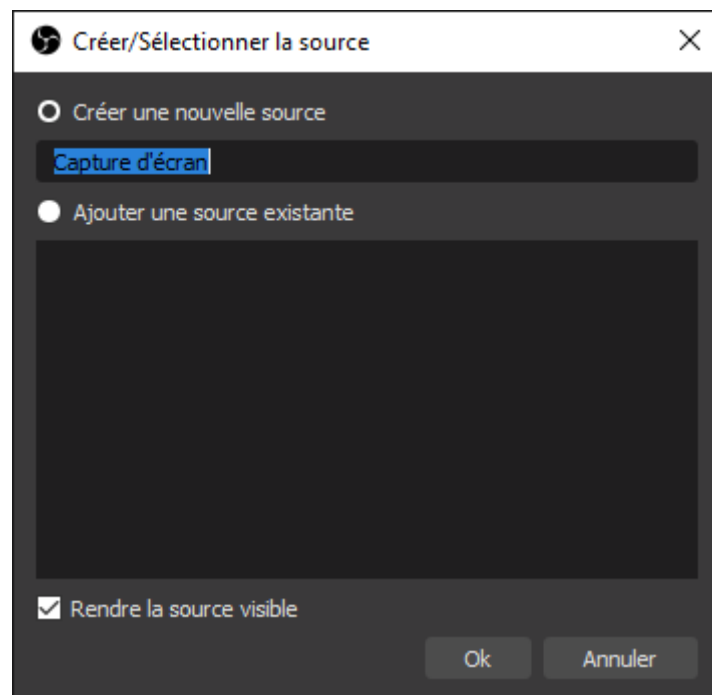 Créer/Sélectionner la source
Créer une nouvelle source
Capture d'écran
Ajouter une source existante
Rendre la source visible
Ok Annuler